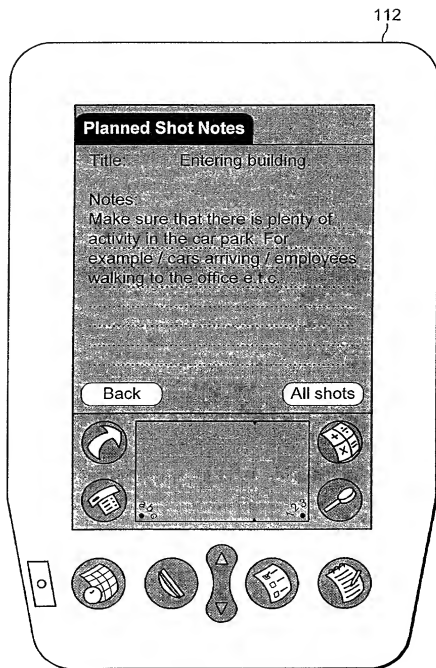 112
Planned Shot Notes
Title: Entering building.
Notes:
Make sure that there is plenty of
activity in the car park. For
example / cars arriving / employees
walking to the office e.t.c.
Back All shots